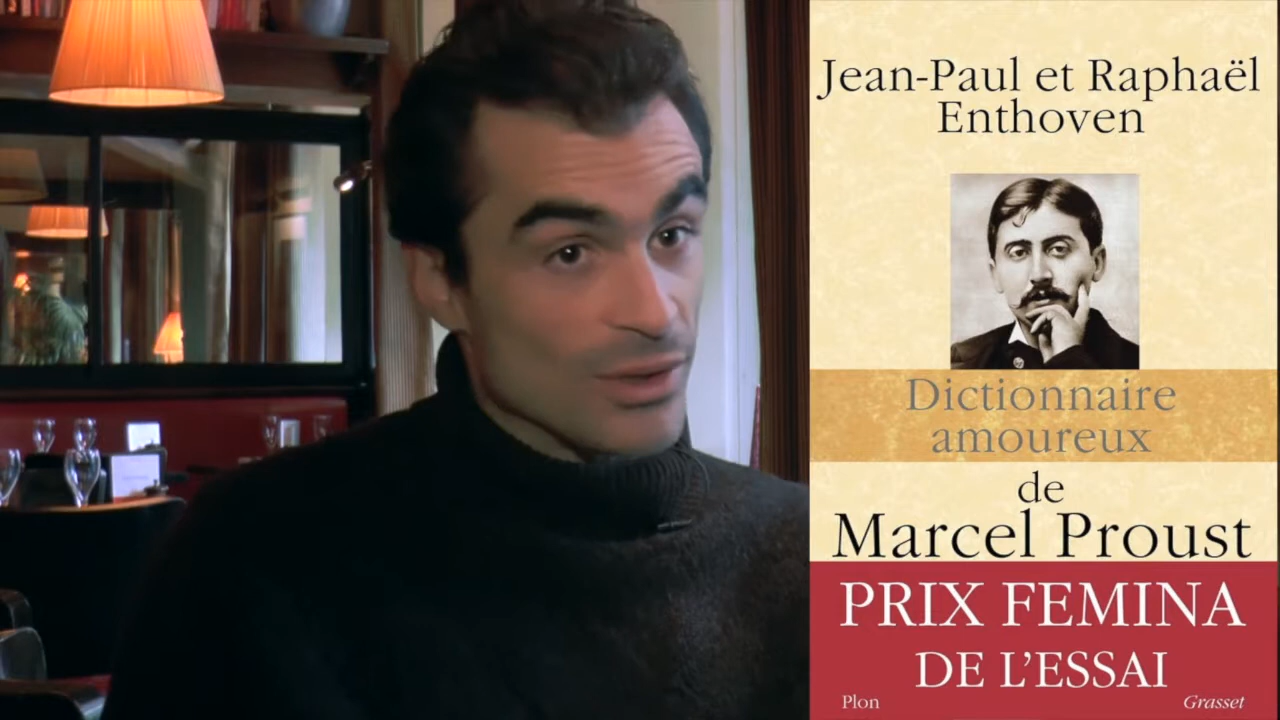 Jean-Paul et Raphaël
Enthoven
Dictionnaire
amoureux
de
Marcel Proust
PRIX FEMINA
DE L'ESSAI
Plon Grasset